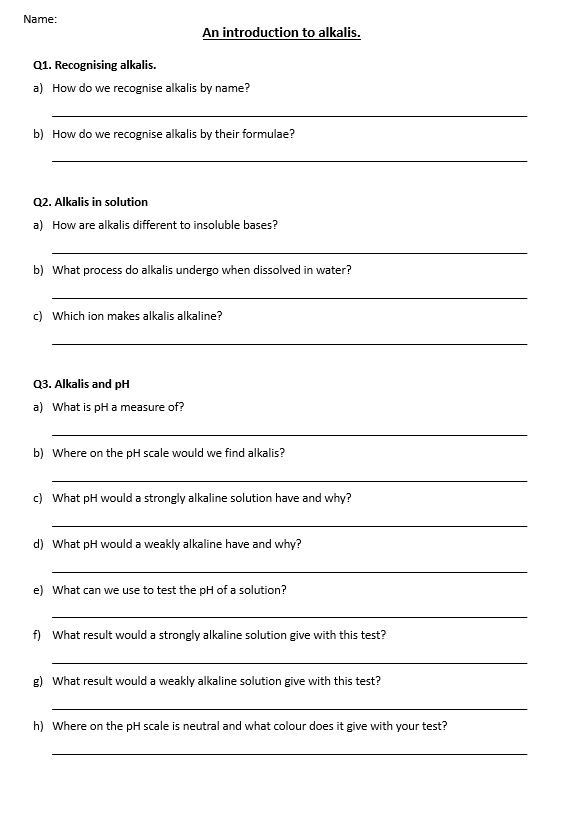 Name:
An introduction to alkalis.
Q1. Recognising alkalis.
a) How do we recognise alkalis by name?
b) How do we recognise alkalis by their formulae?
Q2. Alkalis in solution
a) How are alkalis different to insoluble bases?
b) What process do alkalis undergo when dissolved in water?
c) Which ion makes alkalis alkaline?
Q3. Alkalis and pH
a) What is pH a measure of?
b) Where on the pH scale would we find alkalis?
c) What pH would a strongly alkaline solution have and why?
d) What pH would a weakly alkaline have and why?
e) What can we use to test the pH of a solution?
f) What result would a strongly alkaline solution give with this test?
g) What result would a weakly alkaline solution give with this test?
h) Where on the pH scale is neutral and what colour does it give with your test?